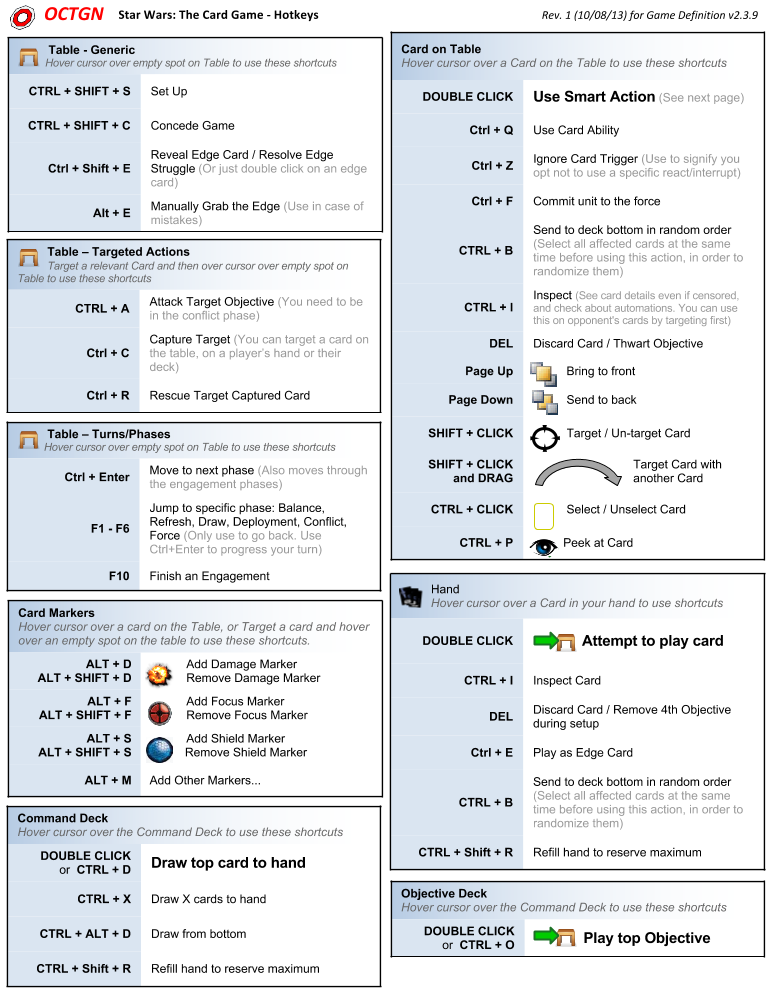 OCTGN Star Wars: The Card Game - Hotkeys
Rev. 1 (10/08/13) for Game Definition v2.3.9
Table - Generic
Hover cursor over empty spot on Table to use these shortcuts
CTRL + SHIFT + S Set Up
CTRL + SHIFT + C Concede Game
Ctrl + Shift + E Reveal Edge Card / Resolve Edge
Struggle (Or just double click on an edge
card)
Alt + E Manually Grab the Edge (Use in case of
mistakes)
Table – Targeted Actions
Target a relevant Card and then over cursor over empty spot on
Table to use these shortcuts
CTRL + A Attack Target Objective (You need to be
in the conflict phase)
Ctrl + C Capture Target (You can target a card on
the table, on a player's hand or their
deck)
Ctrl + R Rescue Target Captured Card
Table – Turns/Phases
Hover cursor over empty spot on Table to use these shortcuts
Ctrl + Enter Move to next phase (Also moves through
the engagement phases)
F1 - F6 Jump to specific phase: Balance,
Refresh, Draw, Deployment, Conflict,
Force (Only use to go back. Use
Ctrl+Enter to progress your turn)
F10 Finish an Engagement
Card Markers
Hover cursor over a card on the Table, or Target a card and hover
over an empty spot on the table to use these shortcuts.
ALT + D Add Damage Marker
ALT + SHIFT + D Remove Damage Marker
ALT + F Add Focus Marker
ALT + SHIFT + F Remove Focus Marker
ALT + S Add Shield Marker
ALT + SHIFT + S Remove Shield Marker
ALT + M Add Other Markers...
Command Deck
Hover cursor over the Command Deck to use these shortcuts
DOUBLE CLICK
or CTRL + D Draw top card to hand
CTRL + X Draw X cards to hand
CTRL + ALT + D Draw from bottom
CTRL + Shift + R Refill hand to reserve maximum
Card on Table
Hover cursor over a Card on the Table to use these shortcuts
DOUBLE CLICK Use Smart Action (See next page)
Ctrl + Q Use Card Ability
Ctrl + Z Ignore Card Trigger (Use to signify you
opt not to use a specific react/interrupt)
Ctrl + F Commit unit to the force
CTRL + B Send to deck bottom in random order
(Select all affected cards at the same
time before using this action, in order to
randomize them)
CTRL + I Inspect (See card details even if censored,
and check about automations. You can use
this on opponent's cards by targeting first)
DEL Discard Card / Thwart Objective
Page Up Bring to front
Page Down Send to back
SHIFT + CLICK Target / Un-target Card
SHIFT + CLICK
and DRAG Target Card with
another Card
CTRL + CLICK Select / Unselect Card
CTRL + P Peek at Card
Hand
Hover cursor over a Card in your hand to use shortcuts
DOUBLE CLICK Attempt to play card
CTRL + I Inspect Card
DEL Discard Card / Remove 4th Objective
during setup
Ctrl + E Play as Edge Card
CTRL + B Send to deck bottom in random order
(Select all affected cards at the same
time before using this action, in order to
randomize them)
CTRL + Shift + R Refill hand to reserve maximum
Objective Deck
Hover cursor over the Command Deck to use these shortcuts
DOUBLE CLICK
or CTRL + O Play top Objective